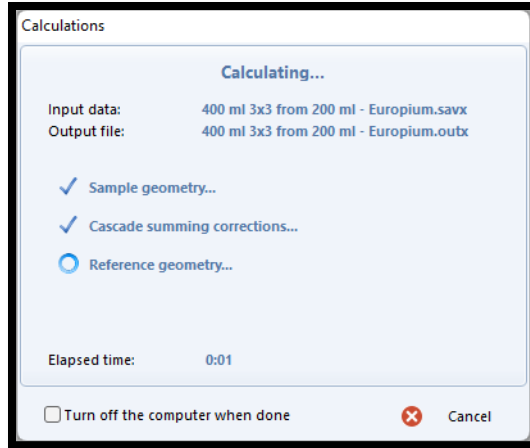 Calculations
Calculating...
Input data: 400 ml 3x3 from 200 ml - Europium.savx
Output file: 400 ml 3x3 from 200 ml - Europium.outx
Sample geometry...
Cascade summing corrections...
Reference geometry...
Elapsed time: 0:01
Turn off the computer when done Cancel